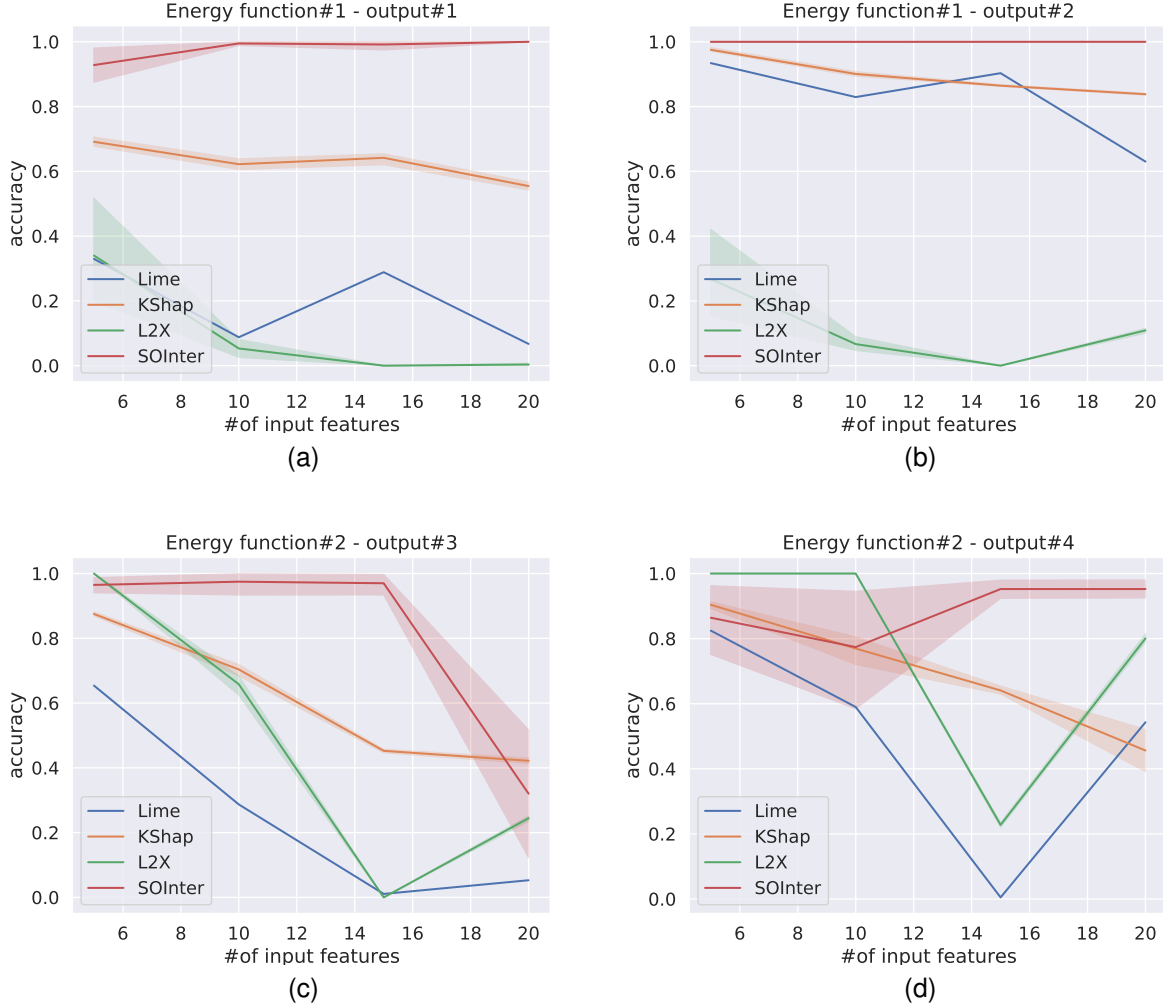 Energy function#1 - output#1
1.0
0.8
0.6
0.4
0.2
0.0
accuracy
Lime
KShap
L2X
SOInter
6 8 10 12 14 16 18 20
#of input features
(a)
Energy function#1 - output#2
1.0
0.8
0.6
0.4
0.2
0.0
accuracy
Lime
KShap
L2X
SOInter
6 8 10 12 14 16 18 20
#of input features
(b)
Energy function#2 - output#3
1.0
0.8
0.6
0.4
0.2
0.0
accuracy
Lime
KShap
L2X
SOInter
6 8 10 12 14 16 18 20
#of input features
(c)
Energy function#2 - output#4
1.0
0.8
0.6
0.4
0.2
0.0
accuracy
Lime
KShap
L2X
SOInter
6 8 10 12 14 16 18 20
#of input features
(d)